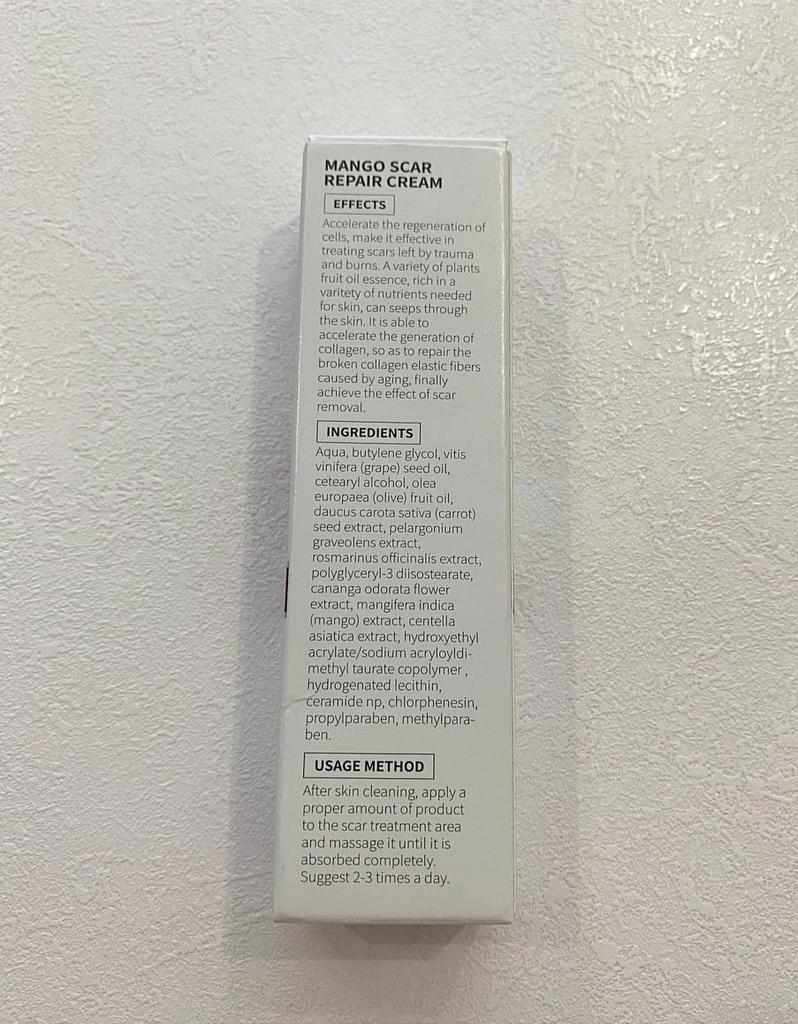 MANGO SCAR
REPAIR CREAM
EFFECTS
Accelerate the regeneration of
cells, make it effective in
treating scars left by trauma
and burns. A variety of plants
fruit oil essence, rich in a
varitety of nutrients needed
for skin, can seeps through
the skin. It is able to
accelerate the generation of
collagen, so as to repair the
broken collagen elastic fibers
caused by aging, finally
achieve the effect of scar
removal.
INGREDIENTS
Aqua, butylene glycol, vitis
vinifera (grape) seed oil,
cetearyl alcohol, olea
europaea (olive) fruit oil,
daucus carota sativa (carrot)
seed extract, pelargonium
graveolens extract,
rosmarinus officinalis extract,
polyglyceryl-3 diisostearate,
cananga odorata flower
extract, mangifera indica
(mango) extract, centella
asiatica extract, hydroxyethyl
acrylate/sodium acryloyldi-
methyl taurate copolymer ,
hydrogenated lecithin,
ceramide np, chlorphenesin,
propylparaben, methylpara-
ben.
USAGE METHOD
After skin cleaning, apply a
proper amount of product
to the scar treatment area
and massage it until it is
absorbed completely.
Suggest 2-3 times a day.